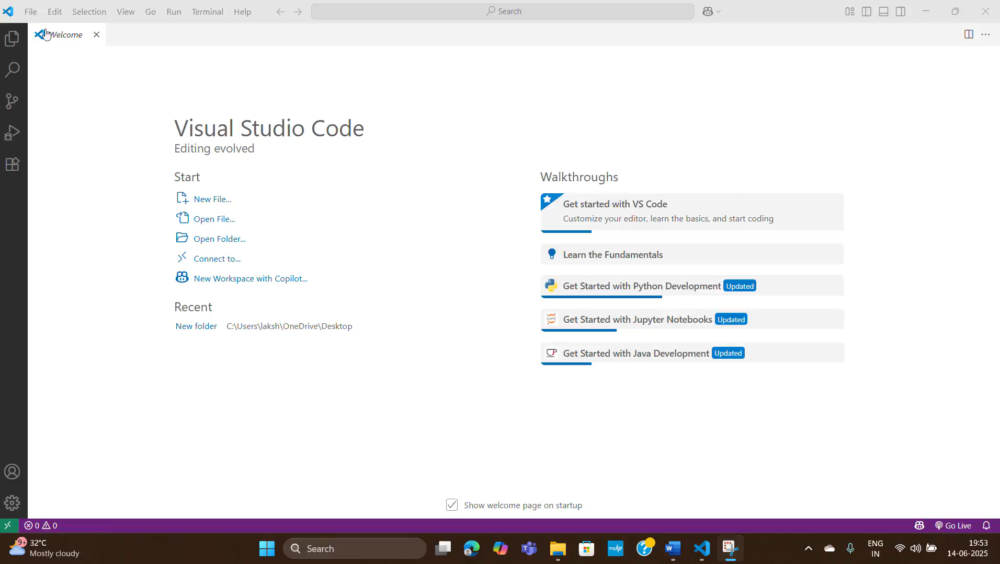 File Edit Selection View Go Run Terminal Help Search
Welcome
Visual Studio Code
Editing evolved
Start
New File...
Open File...
Open Folder...
Connect to...
New Workspace with Copilot...
Recent
New folder C:\Users\laksh\OneDrive\Desktop
Walkthroughs
Get started with VS Code
Customize your editor, learn the basics, and start coding
Learn the Fundamentals
Get Started with Python Development Updated
Get Started with Jupyter Notebooks Updated
Get Started with Java Development Updated
Show welcome page on startup
0 0 Go Live
9+ 32°C
Mostly cloudy
Search
myhp
ENG
IN
19:53
14-06-2025